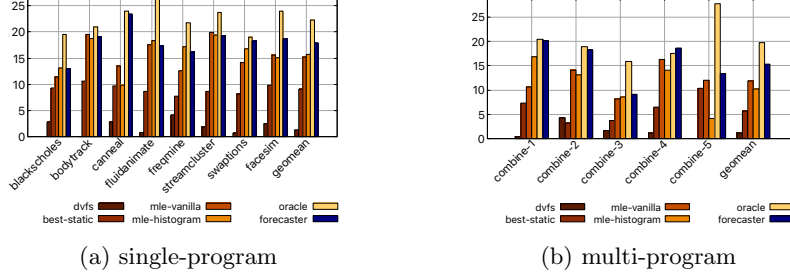 25
20
15
10
5
0
blackscholes
bodytrack
canneal
fluidanimate
freqmine
streamcluster
swaptions
facesim
geomean
dvfs mle-vanilla oracle
best-static mle-histogram forecaster
(a) single-program
25
20
15
10
5
0
combine-1
combine-2
combine-3
combine-4
combine-5
geomean
dvfs mle-vanilla oracle
best-static mle-histogram forecaster
(b) multi-program